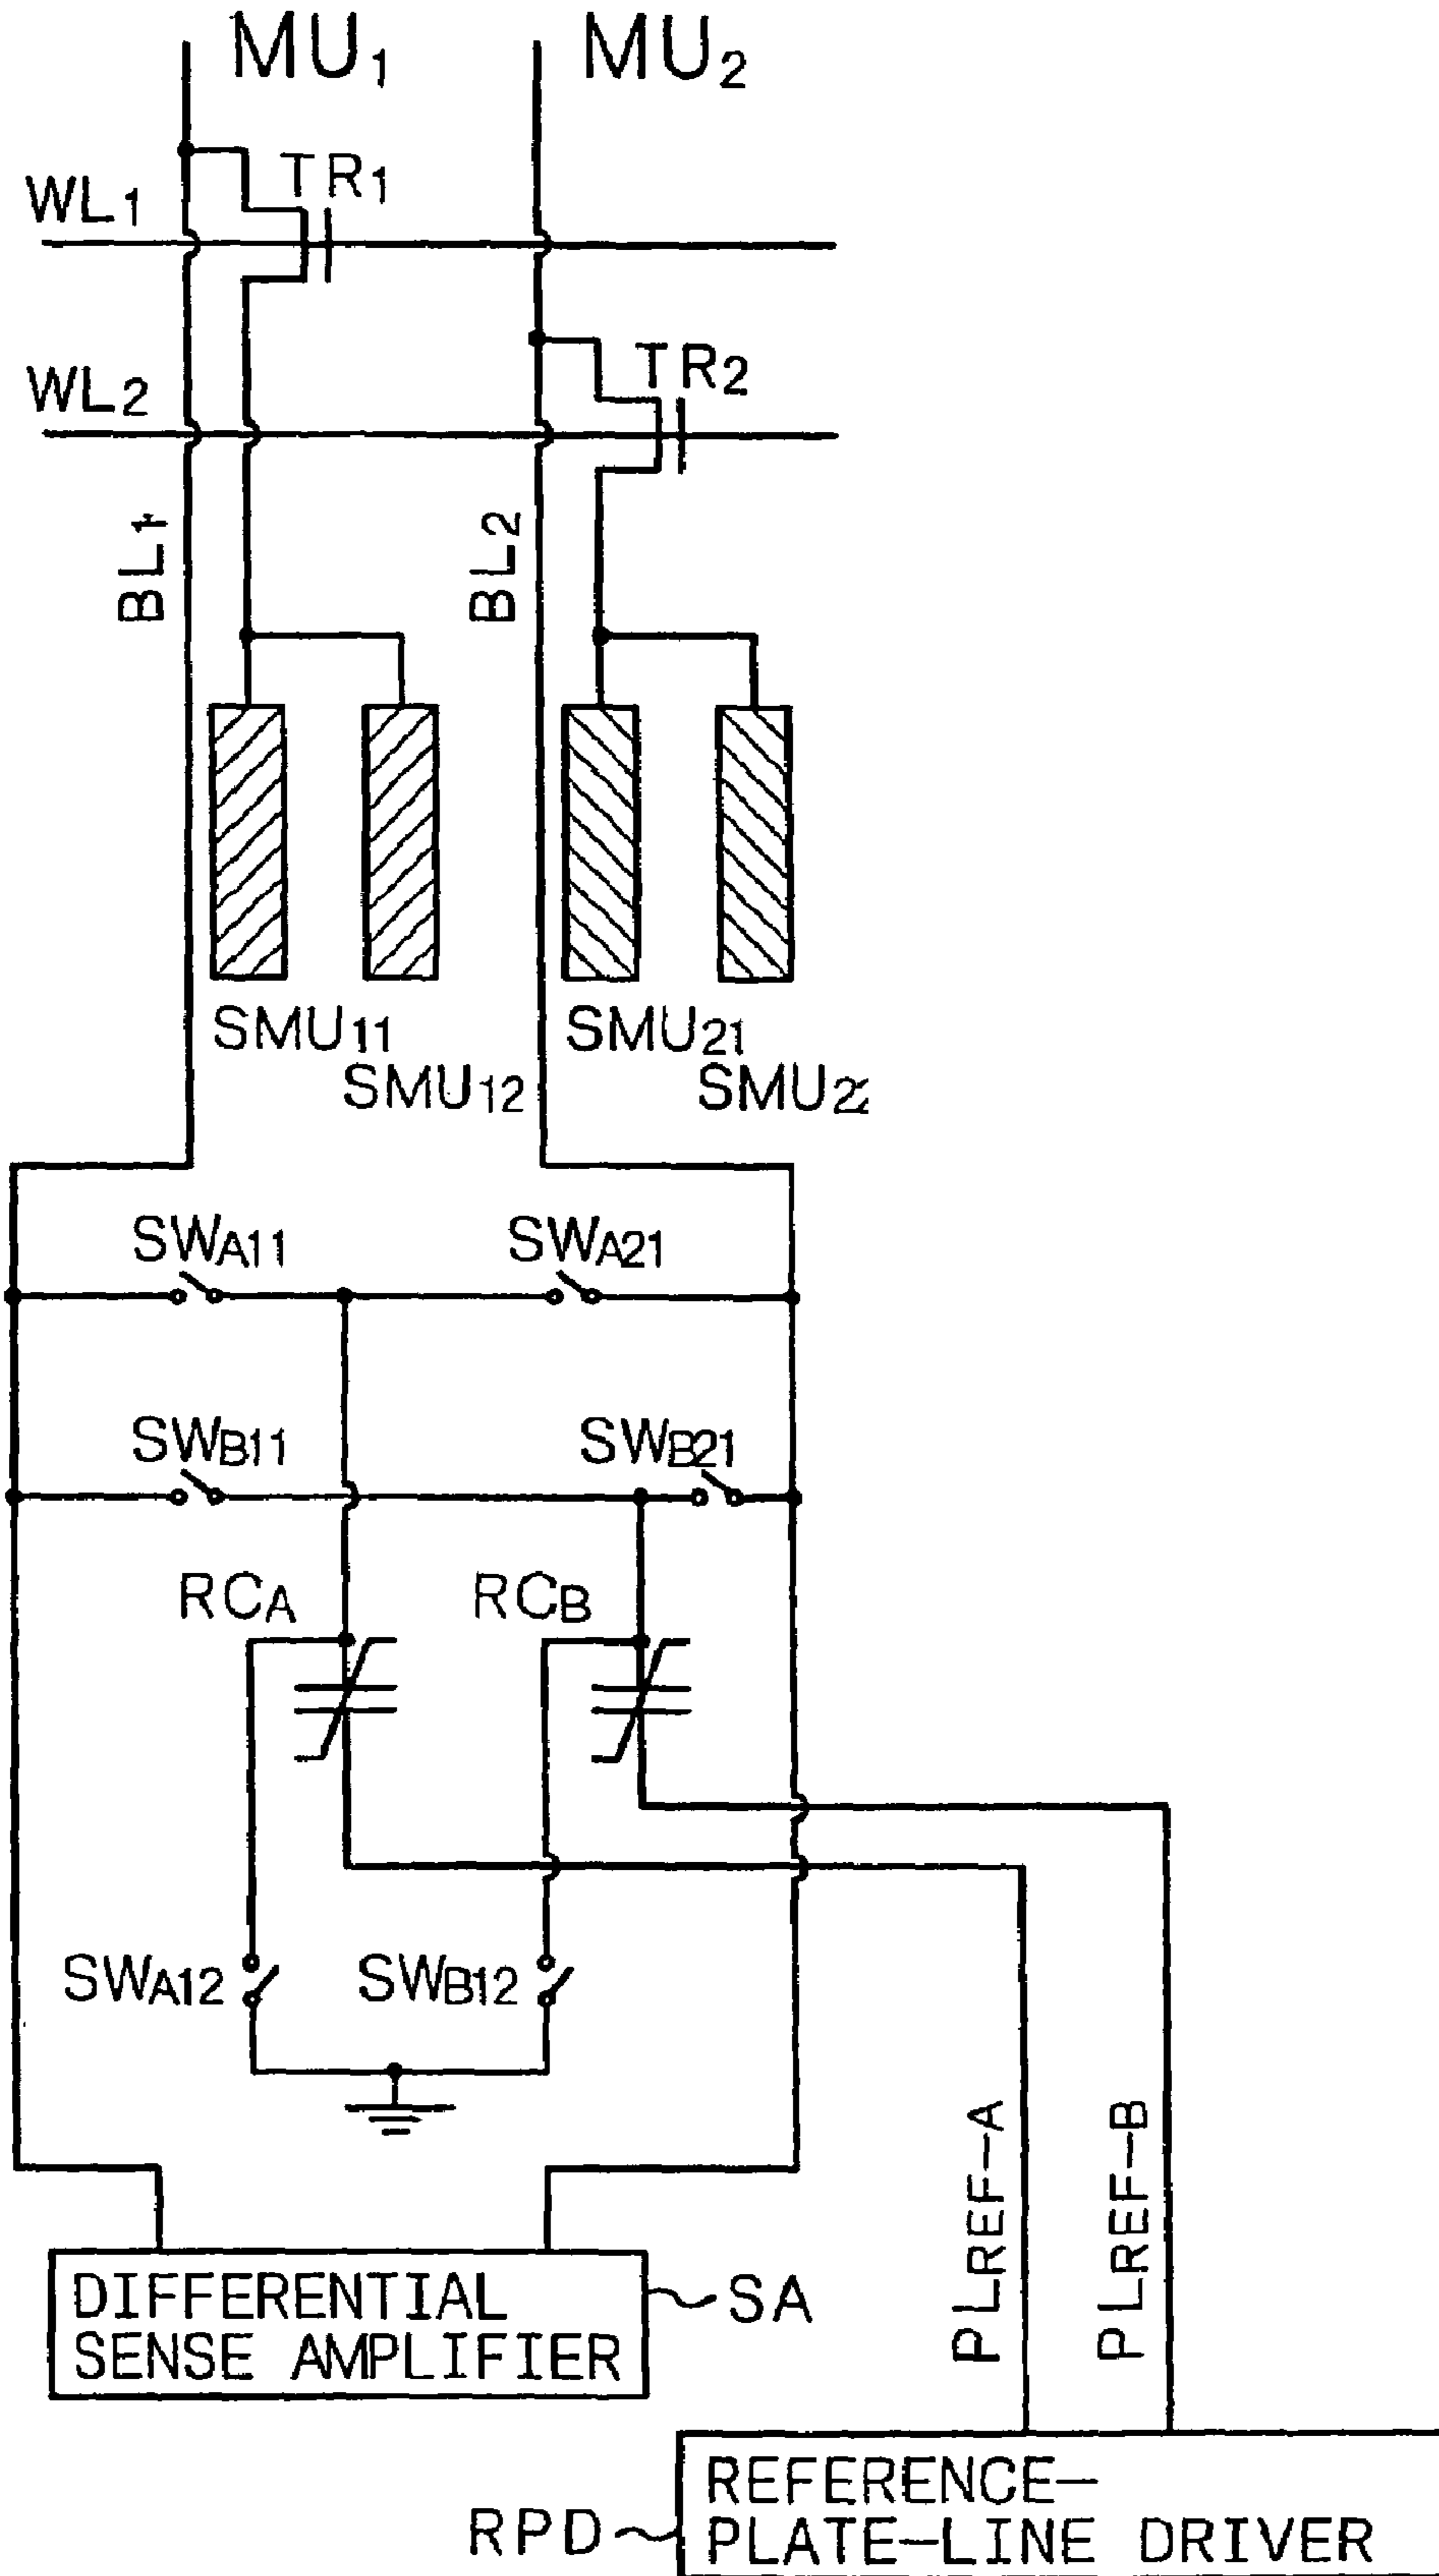 MU1 MU2
TR1
WL1
TR2
WL2
BL1 BL2
SMU11 SMU21
SMU12 SMU22
SWA11 SWA21
SWB11 SWB21
RCA RCB
SWA12 SWB12
PLREF-A PLREF-B
DIFFERENTIAL
SENSE AMPLIFIER
SA
REFERENCE-
PLATE-LINE DRIVER
RPD